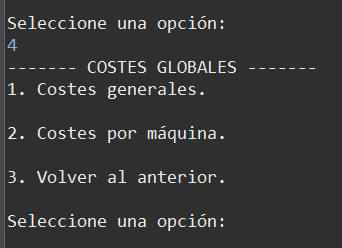 Seleccione una opción:
4
------- COSTES GLOBALES -------
1. Costes generales.
2. Costes por máquina.
3. Volver al anterior.
Seleccione una opción: